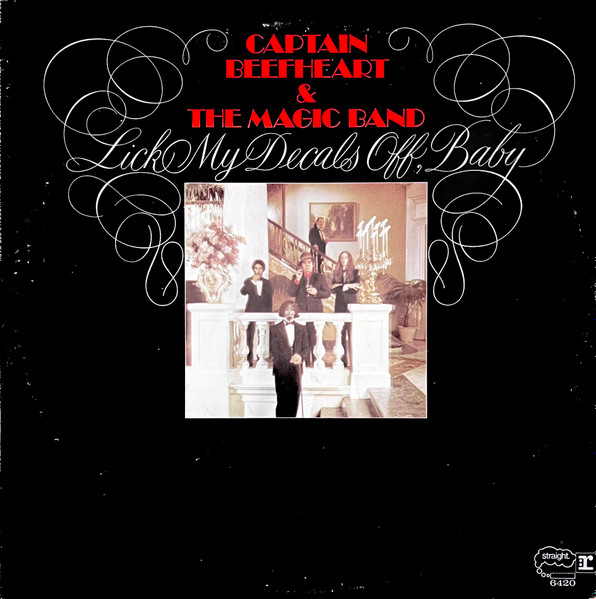 CAPTAIN
BEEFHEART
&
THE MAGIC BAND
Lick My Decals Off, Baby
straight.
r
6420